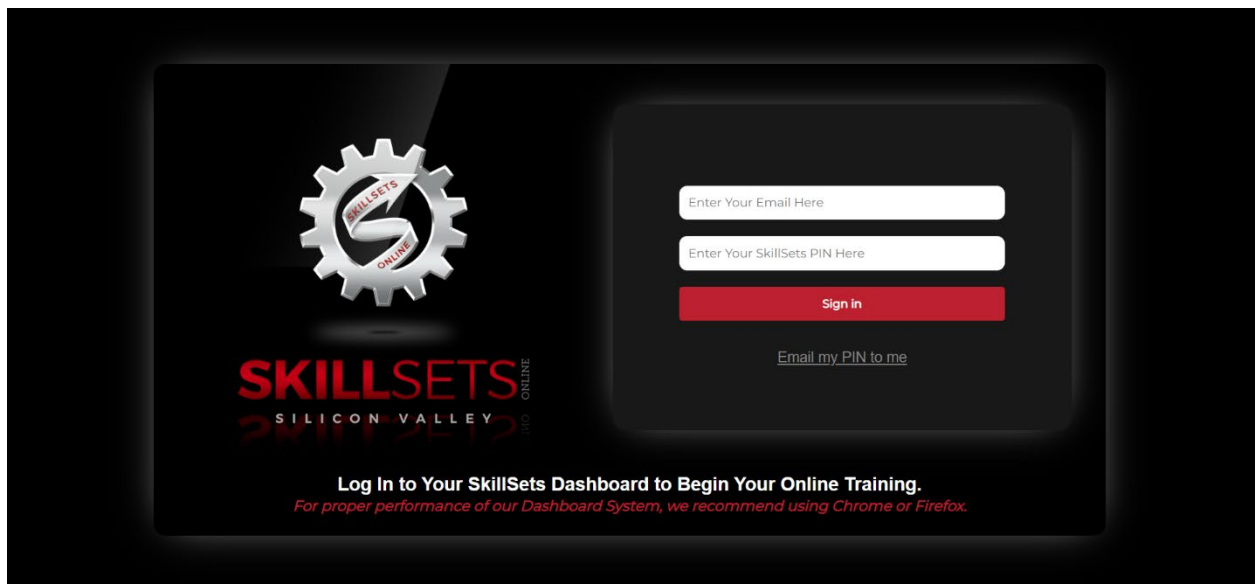 SKILLSETS
ONLINE
SKILLSETS ONLINE
SILICON VALLEY
Enter Your Email Here
Enter Your SkillSets PIN Here
Sign in
Email my PIN to me
Log In to Your SkillSets Dashboard to Begin Your Online Training.
For proper performance of our Dashboard System, we recommend using Chrome or Firefox.